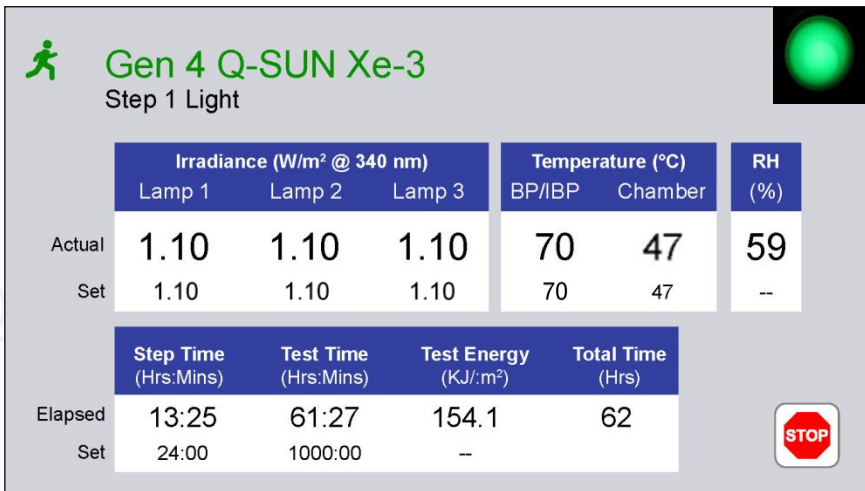 Gen 4 Q-SUN Xe-3
Step 1 Light
Irradiance (W/m² @ 340 nm) Temperature (°C) RH
Lamp 1 Lamp 2 Lamp 3 BP/IBP Chamber (%)
Actual 1.10 1.10 1.10 70 47 59
Set 1.10 1.10 1.10 70 47 --
Step Time Test Time Test Energy Total Time
(Hrs:Mins) (Hrs:Mins) (KJ/:m²) (Hrs)
Elapsed 13:25 61:27 154.1 62
Set 24:00 1000:00 --
STOP